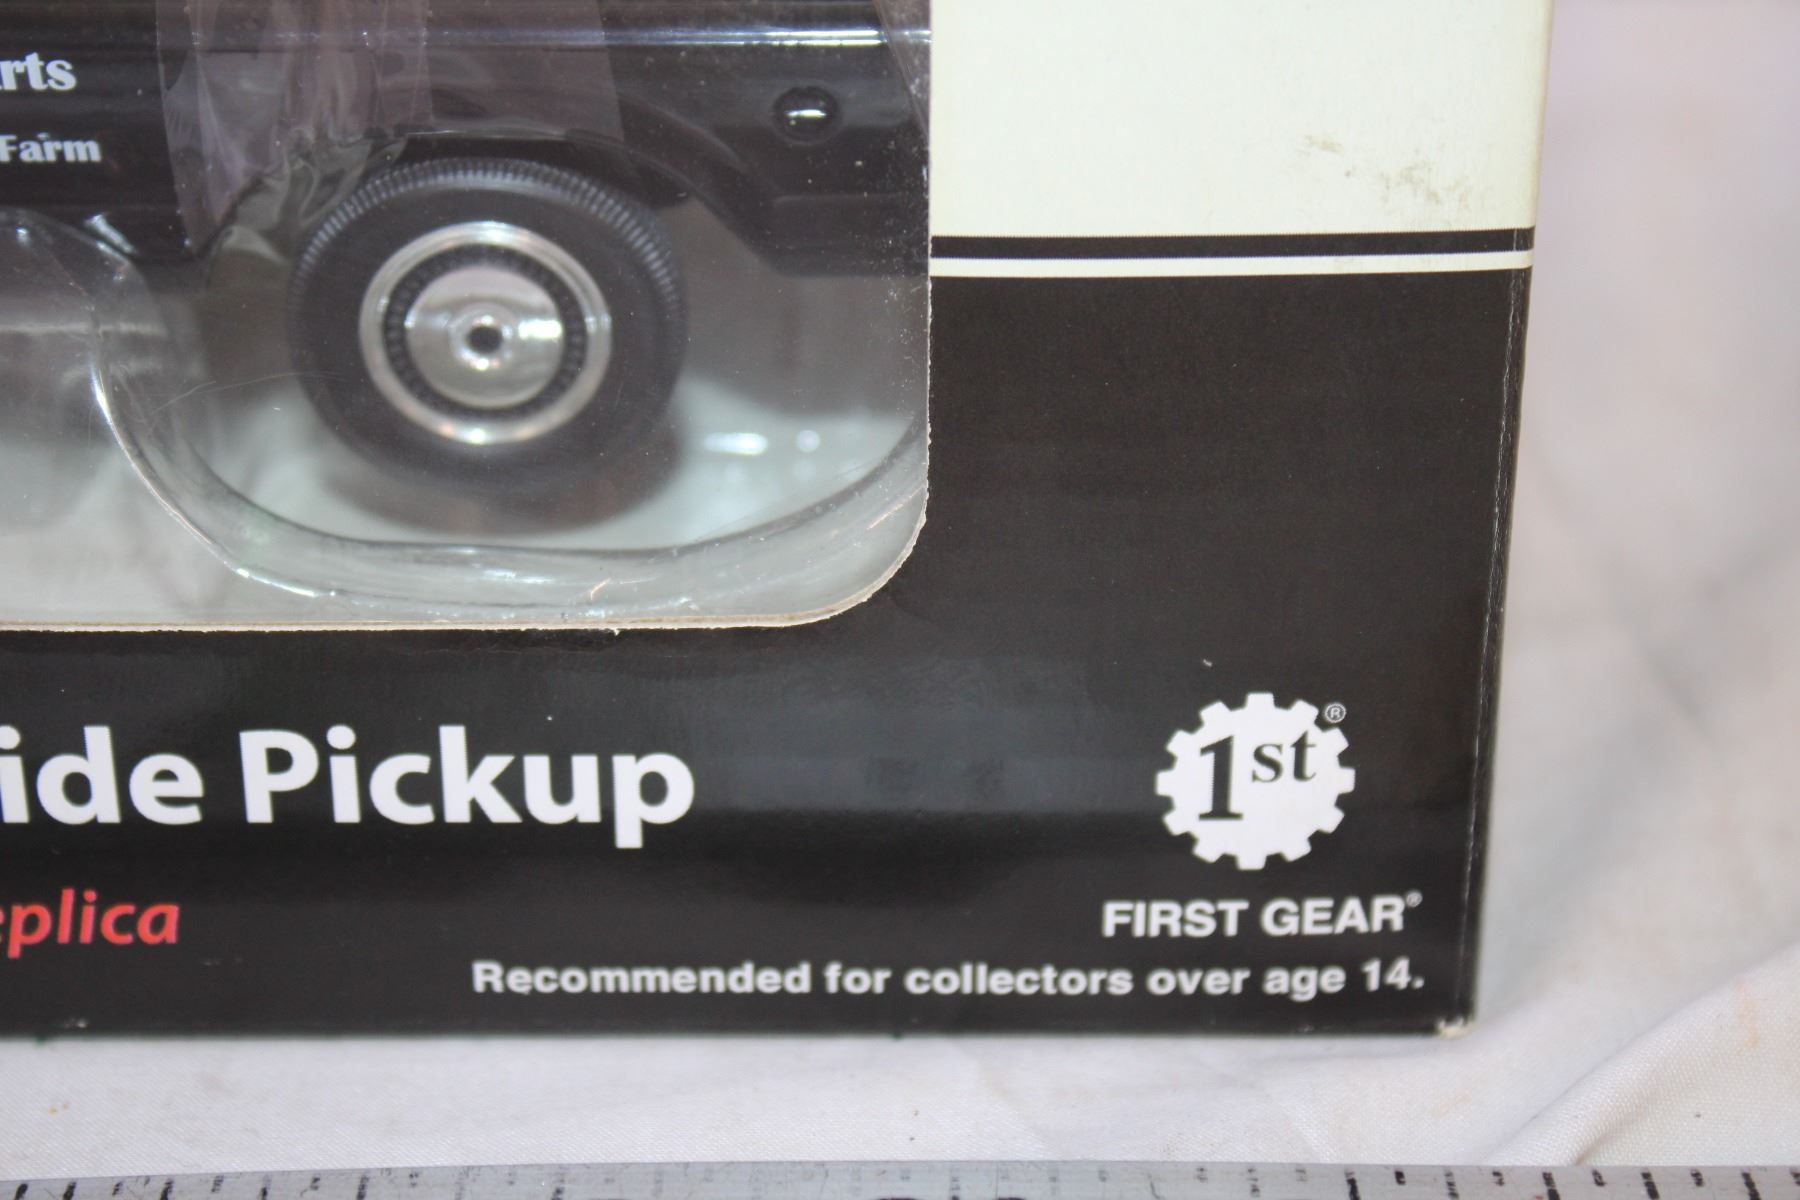 rts
Farm
ide Pickup
eplica
1st®
FIRST GEAR®
Recommended for collectors over age 14.